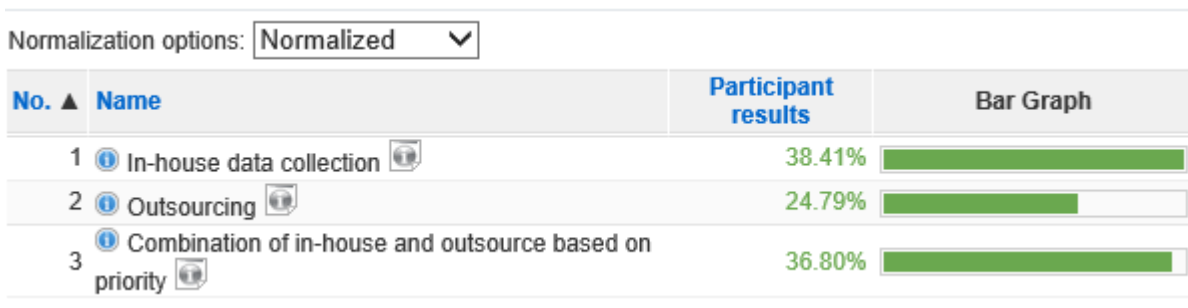 Normalization options: Normalized
No. ▲ Name Participant results Bar Graph
1 In-house data collection 38.41%
2 Outsourcing 24.79%
3 Combination of in-house and outsource based on
priority 36.80%